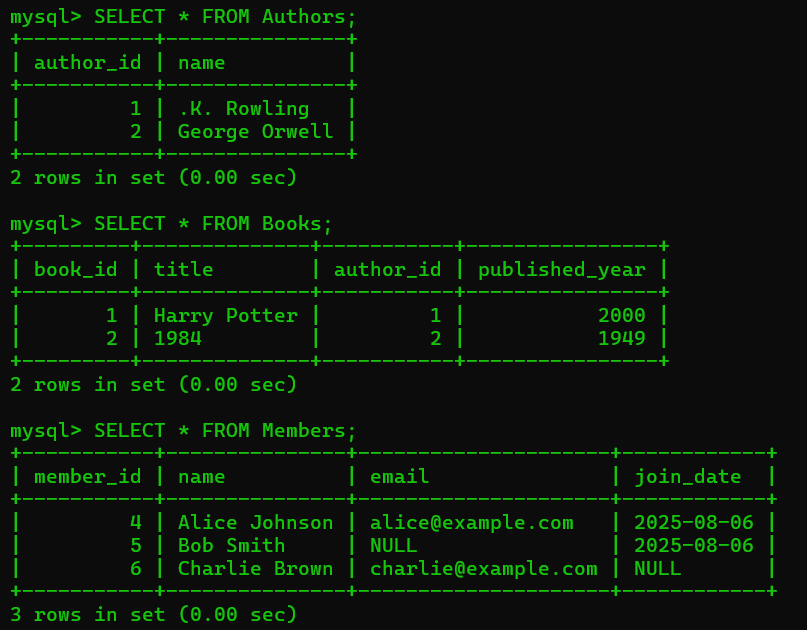 mysql> SELECT * FROM Authors;
+-----------+---------------+
| author_id | name          |
+-----------+---------------+
|         1 | .K. Rowling   |
|         2 | George Orwell |
+-----------+---------------+
2 rows in set (0.00 sec)

mysql> SELECT * FROM Books;
+---------+--------------+-----------+----------------+
| book_id | title        | author_id | published_year |
+---------+--------------+-----------+----------------+
|       1 | Harry Potter |         1 |           2000 |
|       2 | 1984         |         2 |           1949 |
+---------+--------------+-----------+----------------+
2 rows in set (0.00 sec)

mysql> SELECT * FROM Members;
+-----------+---------------+---------------------+------------+
| member_id | name          | email               | join_date  |
+-----------+---------------+---------------------+------------+
|         4 | Alice Johnson | alice@example.com   | 2025-08-06 |
|         5 | Bob Smith     | NULL                | 2025-08-06 |
|         6 | Charlie Brown | charlie@example.com | NULL       |
+-----------+---------------+---------------------+------------+
3 rows in set (0.00 sec)